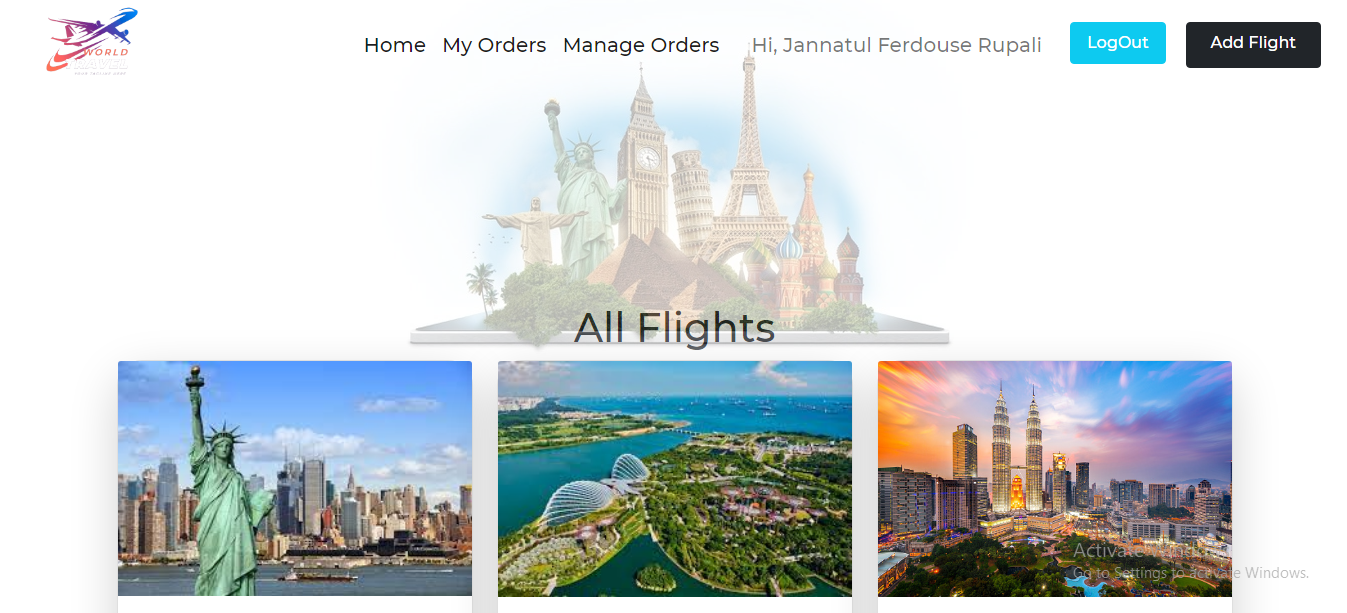 WORLD
TRAVEL
Home My Orders Manage Orders Hi, Jannatul Ferdouse Rupali LogOut Add Flight
All Flights
Activate Windows
Go to Settings to activate Windows.